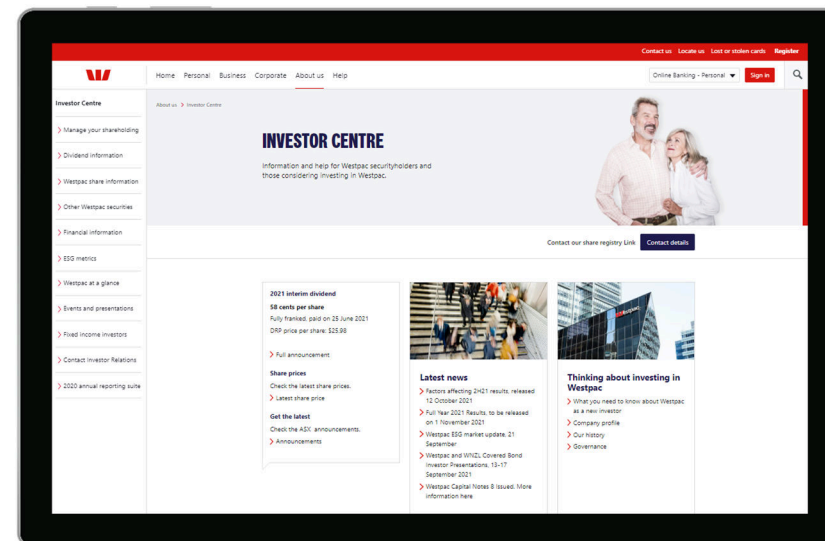 Contact us Locate us Lost or stolen cards Register
Home Personal Business Corporate About us Help
Online Banking - Personal
Sign in
Investor Centre
Manage your shareholding
Dividend information
Westpac share information
Other Westpac securities
Financial information
ESG metrics
Westpac at a glance
Events and presentations
Fixed income investors
Contact Investor Relations
2020 annual reporting suite
About us > Investor Centre
INVESTOR CENTRE
Information and help for Westpac securityholders and
those considering investing in Westpac.
Contact our share registry Link
Contact details
2021 interim dividend
58 cents per share
Fully franked, paid on 25 June 2021
DRP price per share: $25.98
Full announcement
Share prices
Check the latest share prices.
Latest share price
Get the latest
Check the ASX announcements.
Announcements
Latest news
Factors affecting 2H21 results, released
12 October 2021
Full Year 2021 Results, to be released
on 1 November 2021
Westpac ESG market update, 21
September
Westpac and WNZL Covered Bond
Investor Presentations, 13-17
September 2021
Westpac Capital Notes 8 Issued. More
information here
Thinking about investing in
Westpac
What you need to know about Westpac
as a new investor
Company profile
Our history
Governance